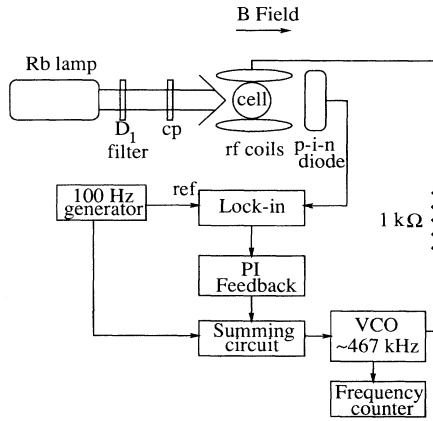 B Field
Rb lamp
cell
D1
filter
cp
rf coils
p-i-n
diode
100 Hz
generator
ref
Lock-in
1 kΩ
PI
Feedback
Summing
circuit
VCO
~467 kHz
Frequency
counter